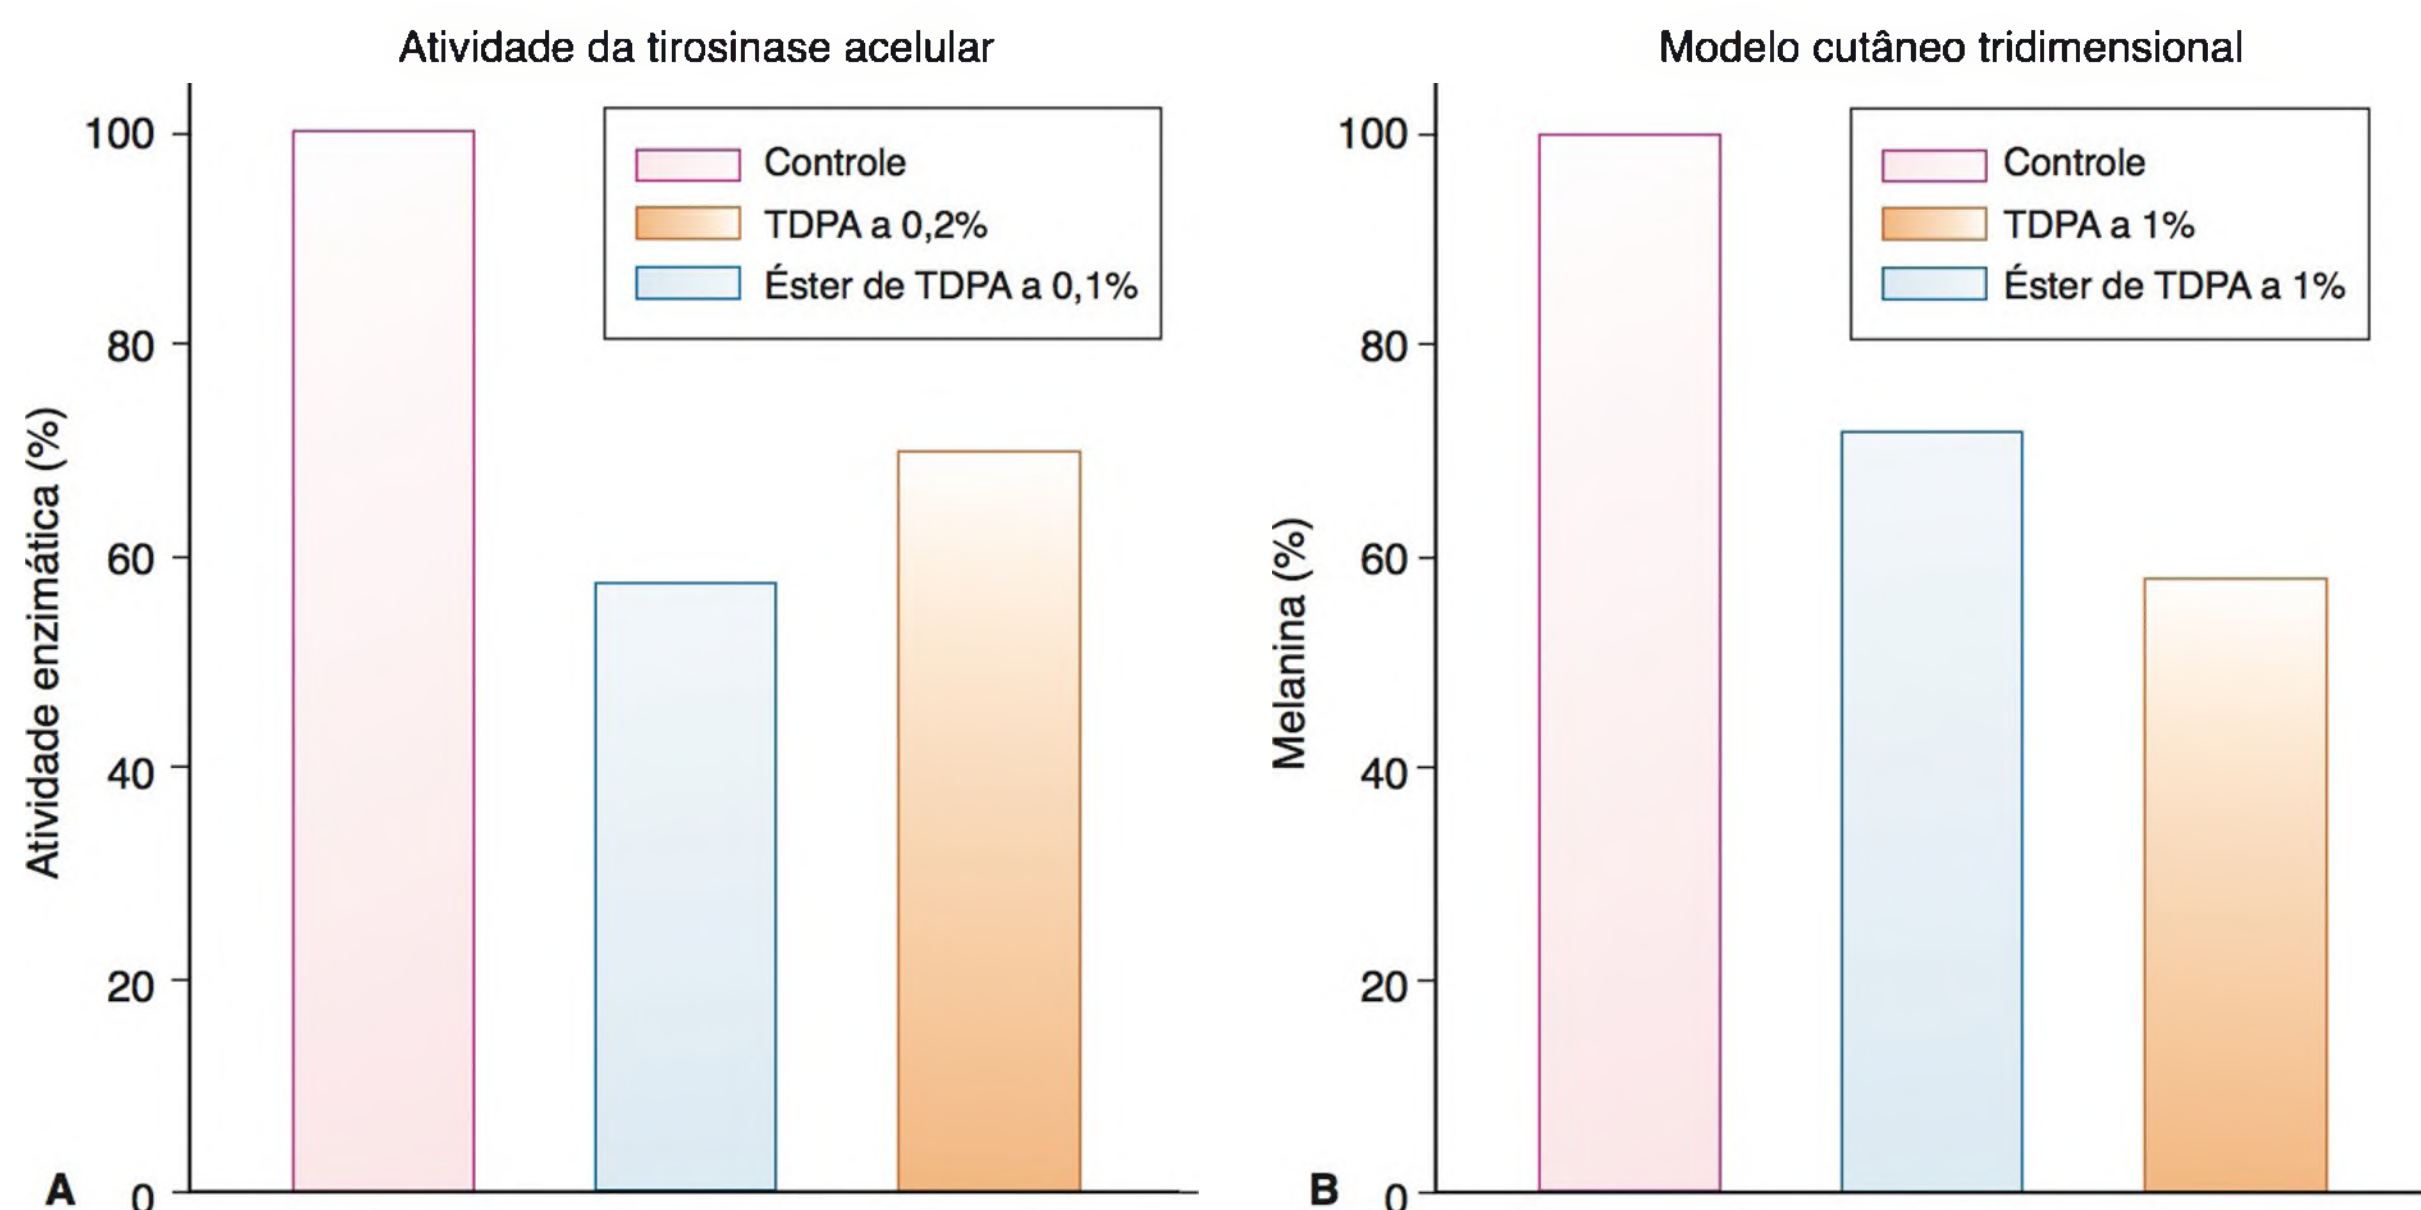 Atividade da tirosinase acelular
Atividade enzimática (%)
100
80
60
40
20
0
Controle
TDPA a 0,2%
Éster de TDPA a 0,1%
A
Modelo cutâneo tridimensional
Melanina (%)
100
80
60
40
20
0
Controle
TDPA a 1%
Éster de TDPA a 1%
B